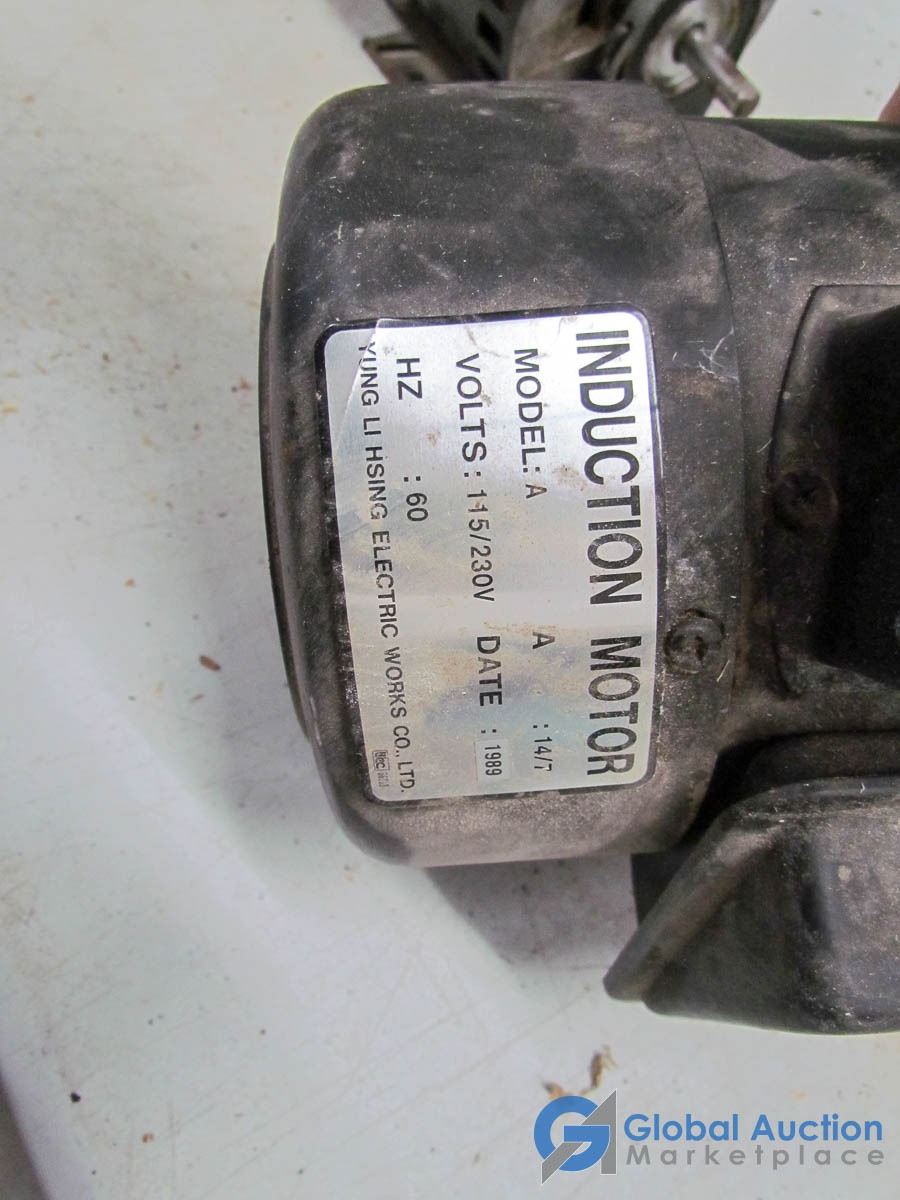 INDUCTION MOTOR
MODEL: A A :14/7
VOLTS: 115/230V DATE : 1989
HZ : 60
YUNG LI HSING ELECTRIC WORKS CO., LTD.
Global Auction
Marketplace